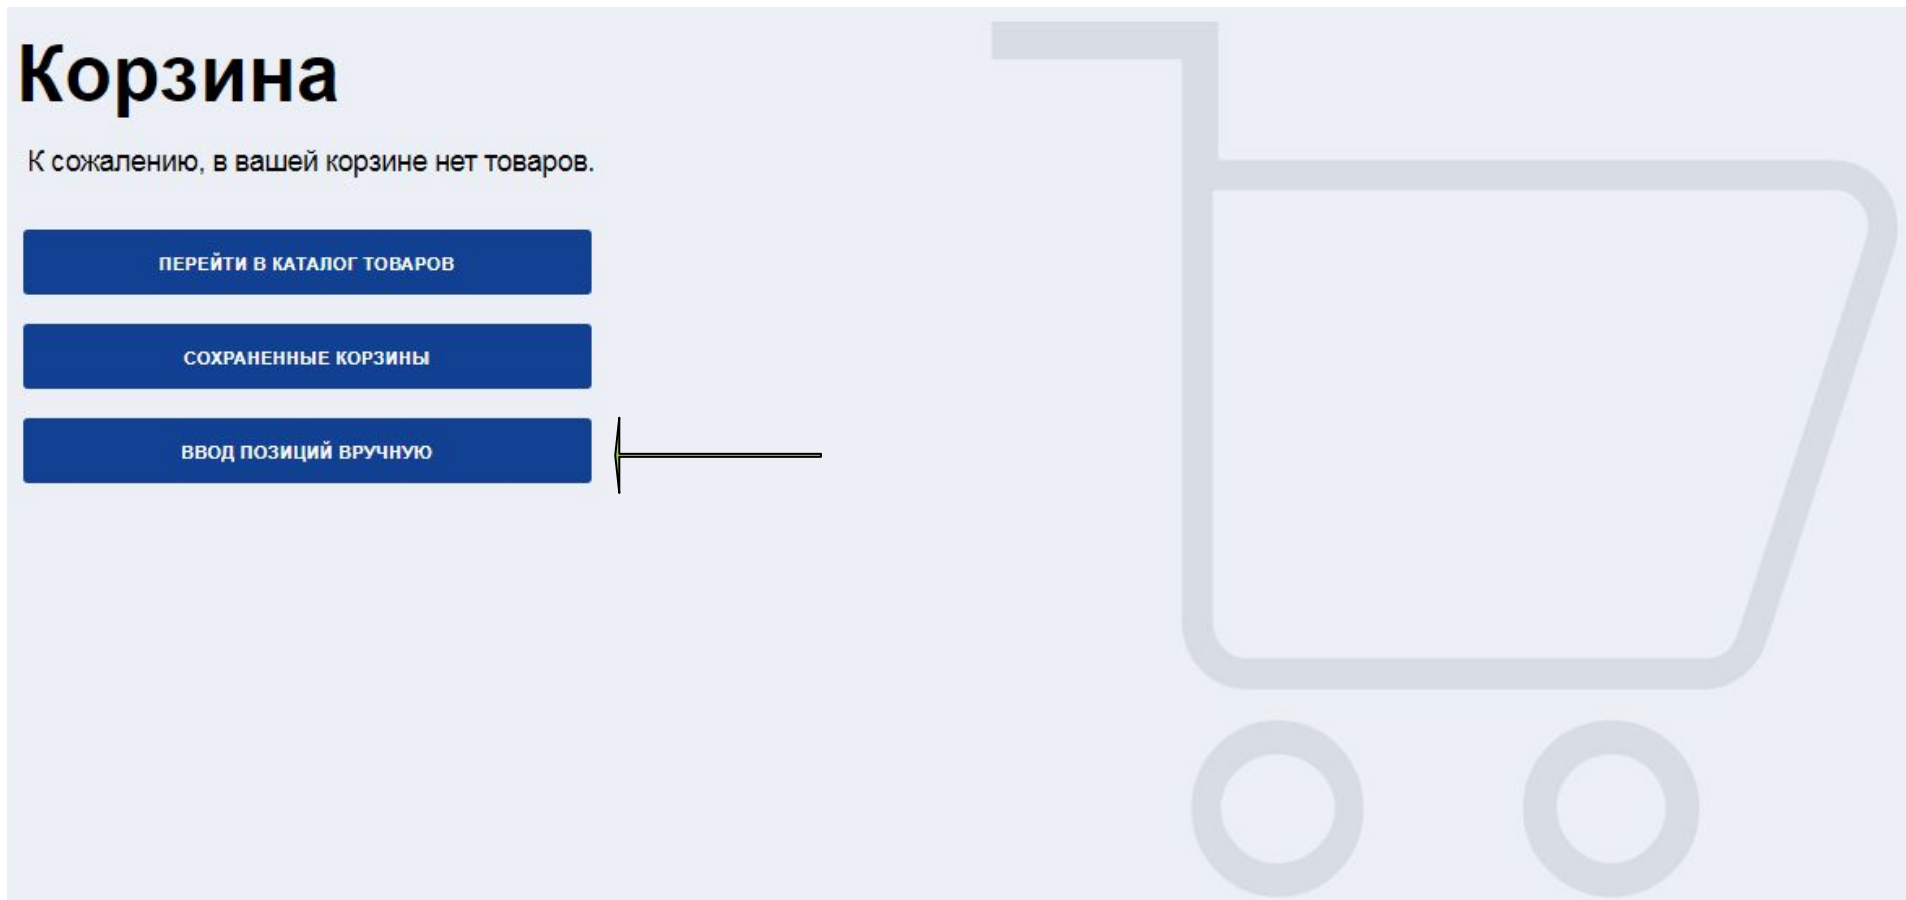 Корзина
К сожалению, в вашей корзине нет товаров.
ПЕРЕЙТИ В КАТАЛОГ ТОВАРОВ
СОХРАНЕННЫЕ КОРЗИНЫ
ВВОД ПОЗИЦИЙ ВРУЧНУЮ